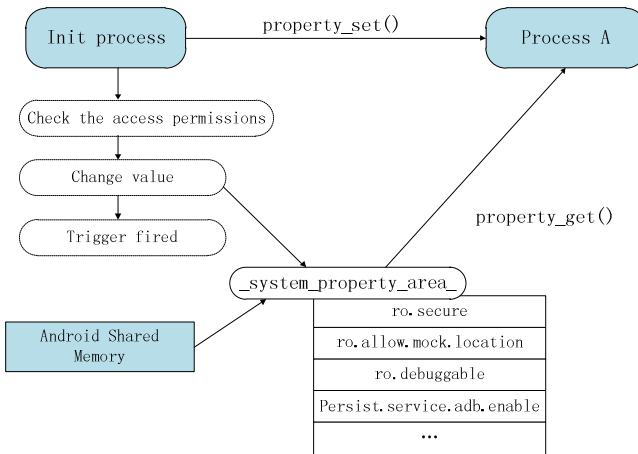 Init process
property_set()
Process A
Check the access permissions
Change value
Trigger fired
property_get()
_system_property_area_
Android Shared
Memory
ro.secure
ro.allow.mock.location
ro.debuggable
Persist.service.adb.enable
…